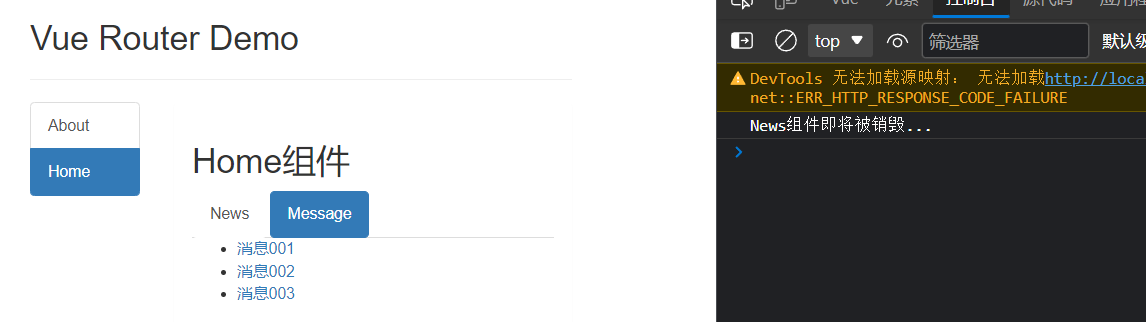 Vue Router Demo
About
Home
Home组件
News
Message
消息001
消息002
消息003
top
筛选器
默认级
DevTools 无法加载源映射： 无法加载http://loca
net::ERR_HTTP_RESPONSE_CODE_FAILURE
News组件即将被销毁...